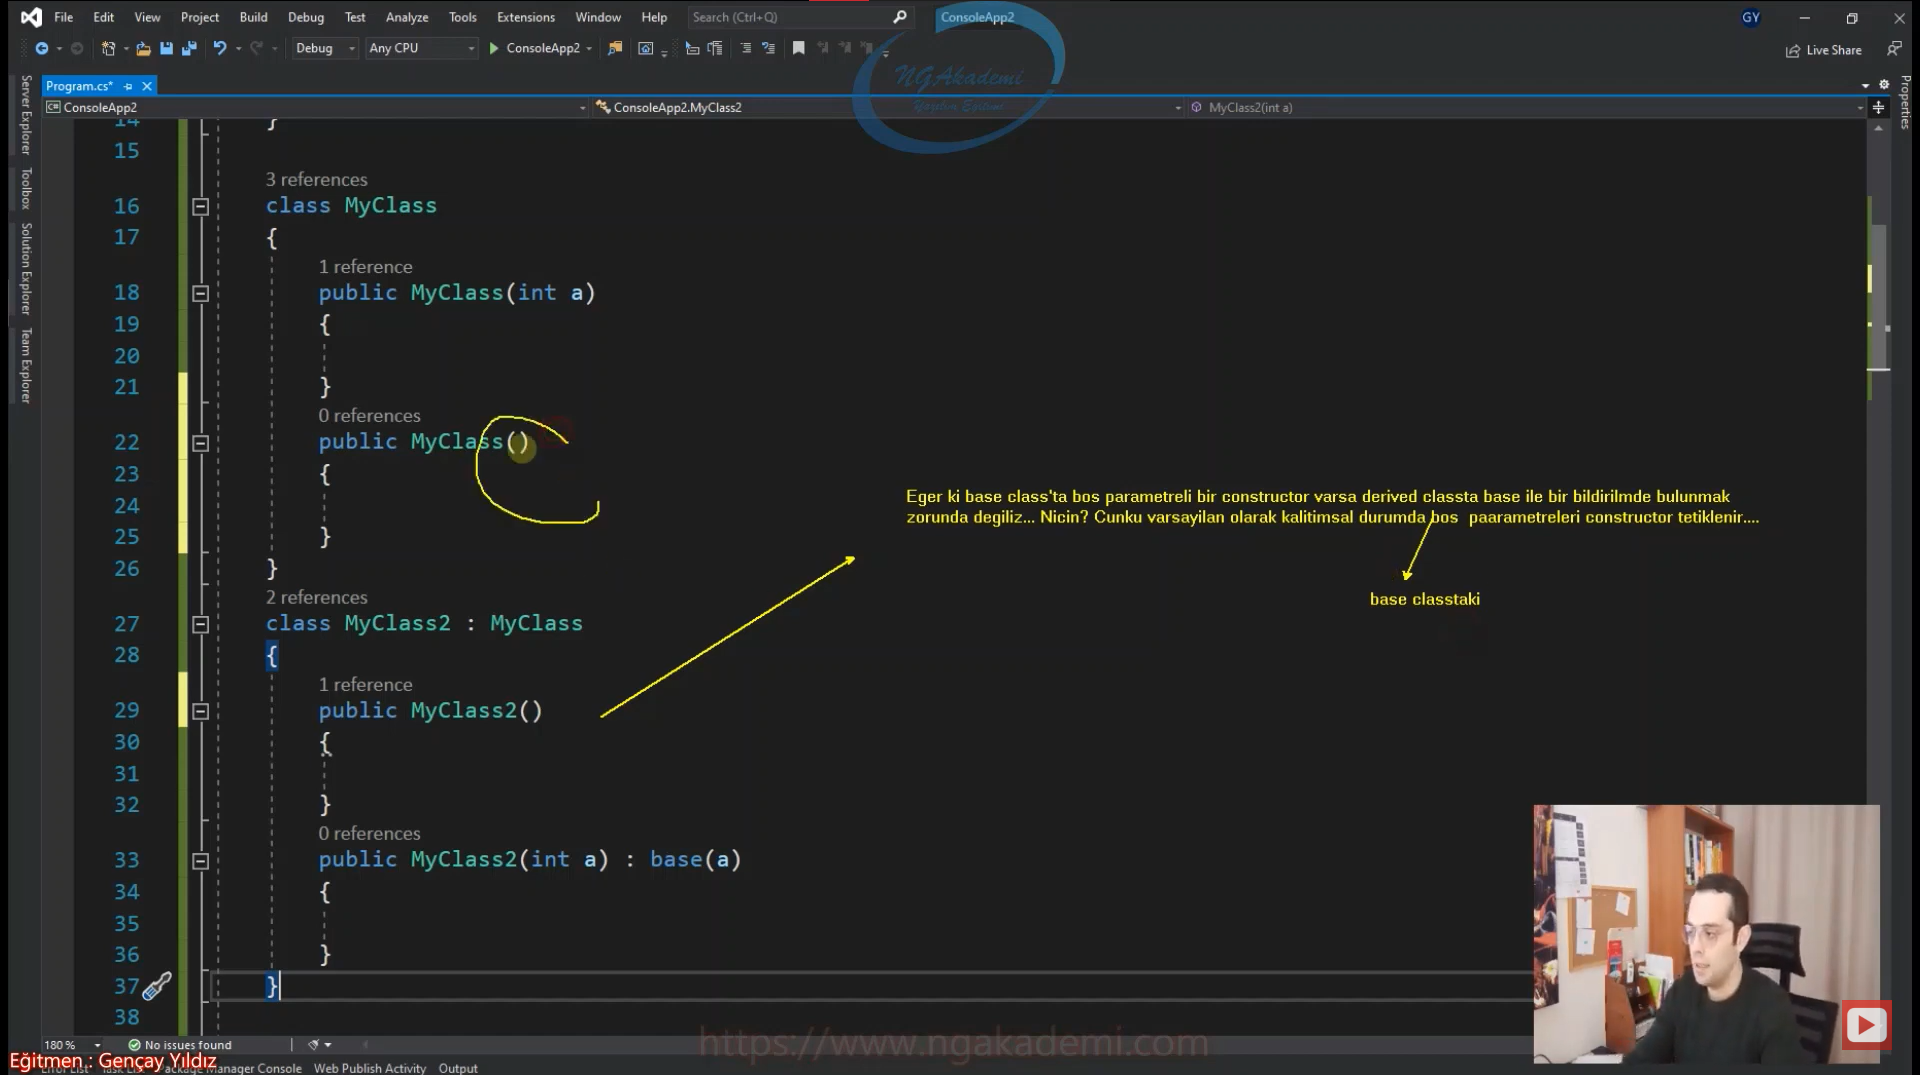 File Edit View Project Build Debug Test Analyze Tools Extensions Window Help Search (Ctrl+Q) ConsoleApp2 GY
Debug Any CPU ConsoleApp2 Live Share
NGAkademi
Yazılım Eğitimi
Program.cs*
ConsoleApp2 ConsoleApp2.MyClass2 MyClass2(int a)
Server Explorer
Toolbox
Solution Explorer
Team Explorer
Properties
14 }
15
3 references
16 class MyClass
17 {
1 reference
18 public MyClass(int a)
19 {
20
21 }
0 references
22 public MyClass()
23 {
24
25 }
26 }
2 references
27 class MyClass2 : MyClass
28 {
1 reference
29 public MyClass2()
30 {
31
32 }
0 references
33 public MyClass2(int a) : base(a)
34 {
35
36 }
37 }
38
Eger ki base class'ta bos parametreli bir constructor varsa derived classta base ile bir bildirilmde bulunmak
zorunda degiliz... Nicin? Cunku varsayilan olarak kalitimsal durumda bos paarametreleri constructor tetiklenir....
base classtaki
180 % No issues found
https://www.ngakademi.com
Eğitmen : Gençay Yıldız
Error List Task List Package Manager Console Web Publish Activity Output